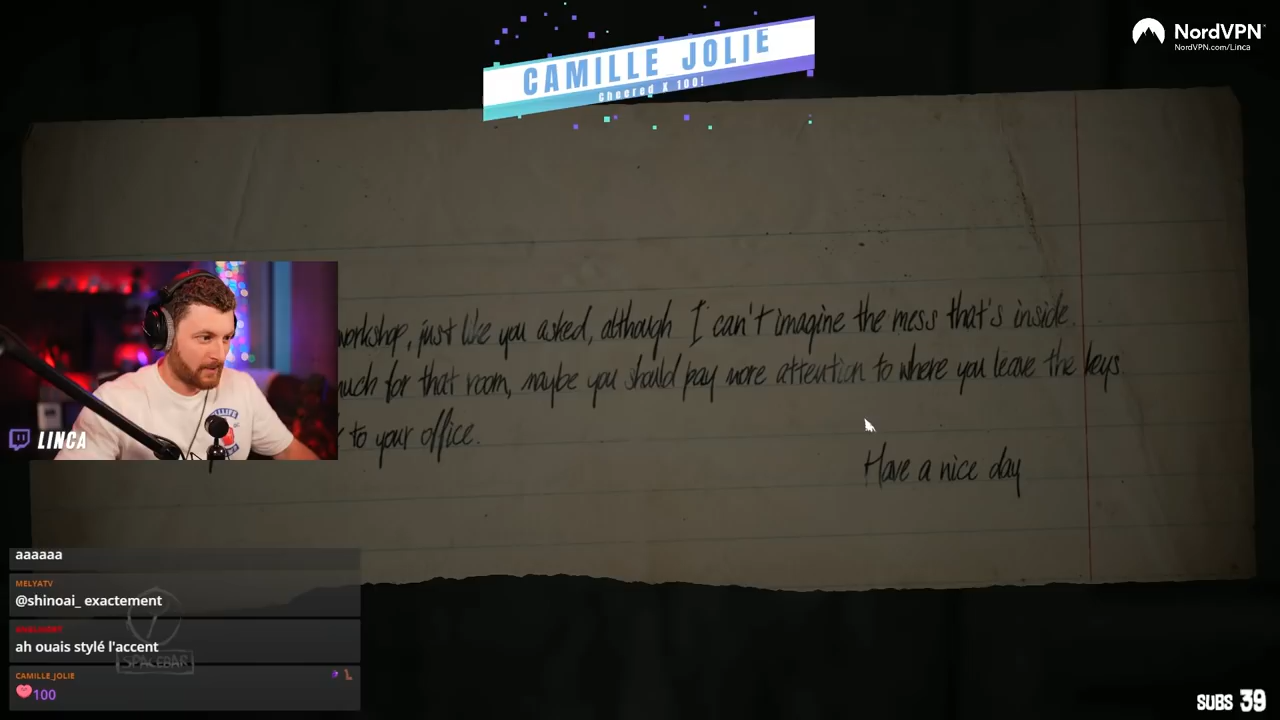 CAMILLE JOLIE
Cheered X 100!
NordVPN
NordVPN.com/Linca
workshop, just like you asked, although I can't imagine the mess that's inside.
much for that room, maybe you should pay more attention to where you leave the keys.
to your office.
Have a nice day
LINCA
aaaaaa
MELYATV
@shinoai_ exactement
ah ouais stylé l'accent
SPACEBAR
CAMILLE_JOLIE
100
SUBS 39